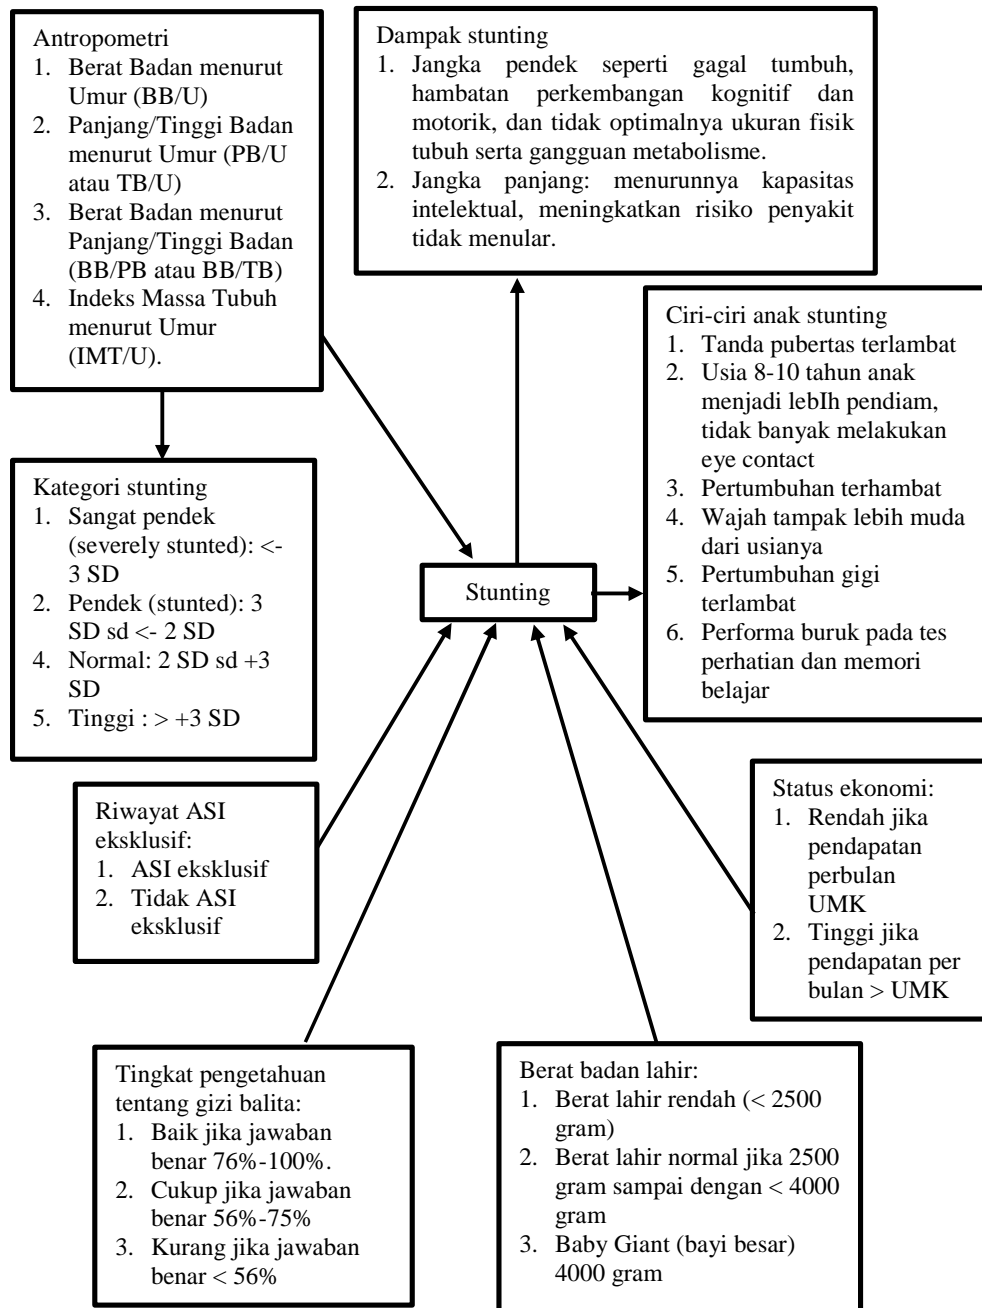 Antropometri
1. Berat Badan menurut
Umur (BB/U)
2. Panjang/Tinggi Badan
menurut Umur (PB/U
atau TB/U)
3. Berat Badan menurut
Panjang/Tinggi Badan
(BB/PB atau BB/TB)
4. Indeks Massa Tubuh
menurut Umur
(IMT/U).
Dampak stunting
1. Jangka pendek seperti gagal tumbuh,
hambatan perkembangan kognitif dan
motorik, dan tidak optimalnya ukuran fisik
tubuh serta gangguan metabolisme.
2. Jangka panjang: menurunnya kapasitas
intelektual, meningkatkan risiko penyakit
tidak menular.
Ciri-ciri anak stunting
1. Tanda pubertas terlambat
2. Usia 8-10 tahun anak
menjadi lebIh pendiam,
tidak banyak melakukan
eye contact
3. Pertumbuhan terhambat
4. Wajah tampak lebih muda
dari usianya
5. Pertumbuhan gigi
terlambat
6. Performa buruk pada tes
perhatian dan memori
belajar
Kategori stunting
1. Sangat pendek
(severely stunted): <-
3 SD
2. Pendek (stunted): 3
SD sd <- 2 SD
4. Normal: 2 SD sd +3
SD
5. Tinggi : > +3 SD
Stunting
Riwayat ASI
eksklusif:
1. ASI eksklusif
2. Tidak ASI
eksklusif
Status ekonomi:
1. Rendah jika
pendapatan
perbulan
UMK
2. Tinggi jika
pendapatan per
bulan > UMK
Tingkat pengetahuan
tentang gizi balita:
1. Baik jika jawaban
benar 76%-100%.
2. Cukup jika jawaban
benar 56%-75%
3. Kurang jika jawaban
benar < 56%
Berat badan lahir:
1. Berat lahir rendah (< 2500
gram)
2. Berat lahir normal jika 2500
gram sampai dengan < 4000
gram
3. Baby Giant (bayi besar)
4000 gram